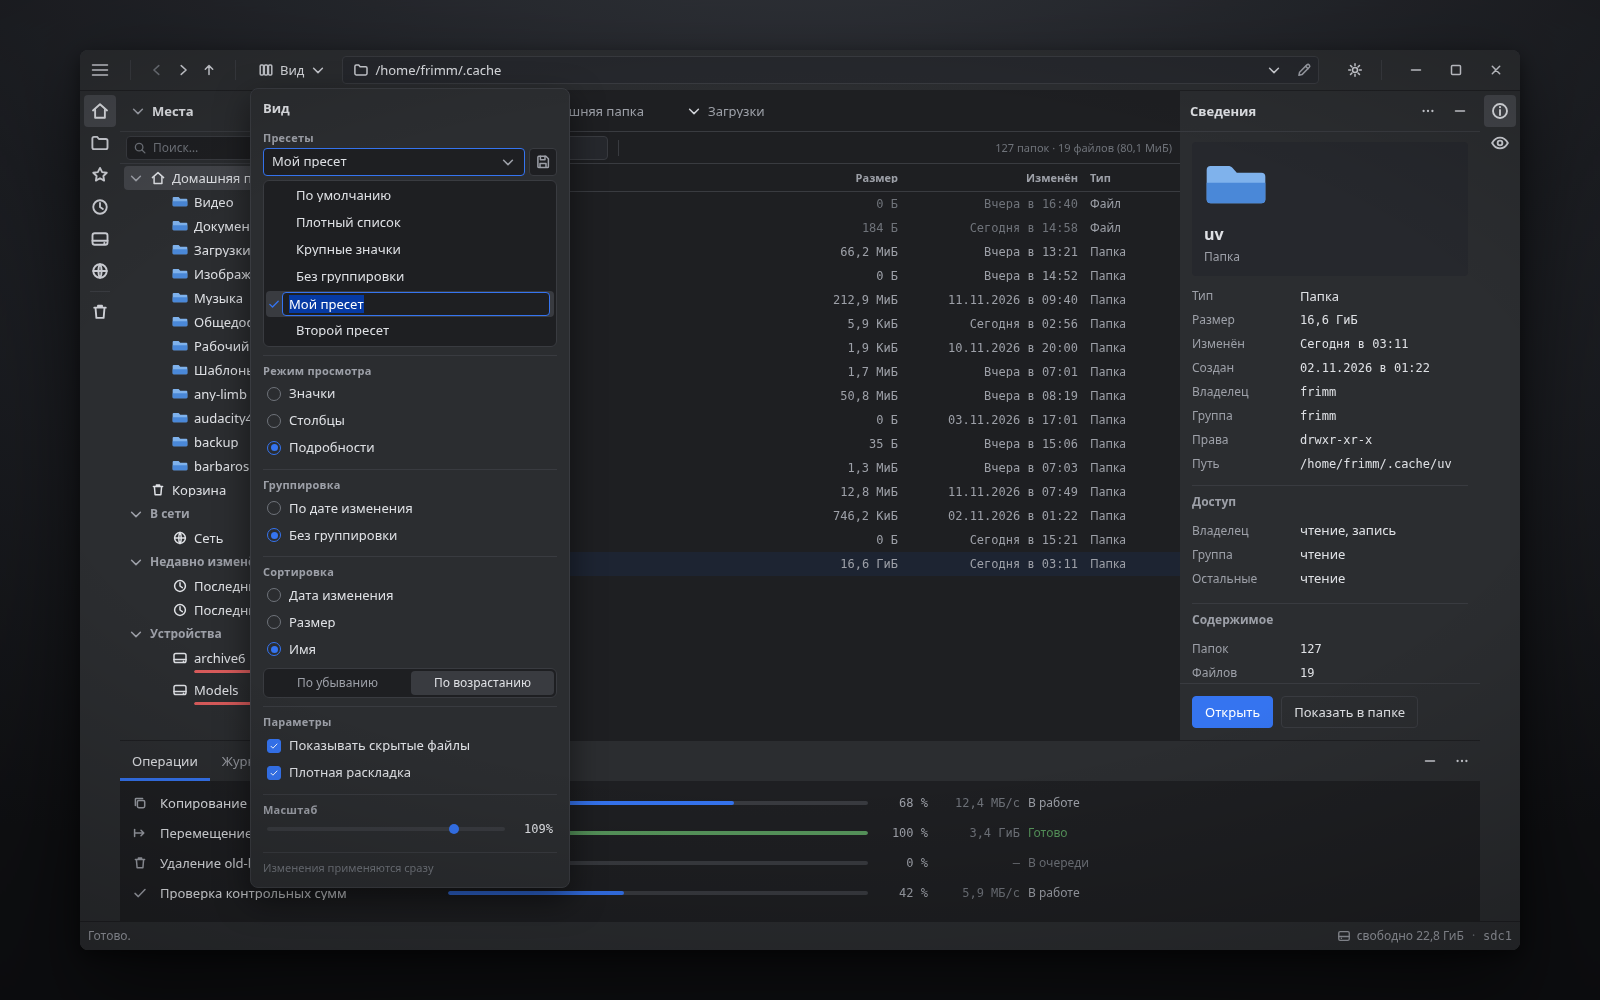 Вид
/home/frimm/.cache
Места
шняя папка
Загрузки
Сведения
Поиск...
127 папок · 19 файлов (80,1 МиБ)
Вид
Пресеты
Мой пресет
По умолчанию
Плотный список
Крупные значки
Без группировки
Мой пресет
Второй пресет
Режим просмотра
Значки
Столбцы
Подробности
Группировка
По дате изменения
Без группировки
Сортировка
Дата изменения
Размер
Имя
По убыванию
По возрастанию
Параметры
Показывать скрытые файлы
Плотная раскладка
Масштаб
109%
Изменения применяются сразу
Домашняя п
Видео
Докумен
Загрузки
Изображ
Музыка
Общедос
Рабочий
Шаблоны
any-limb
audacity4
backup
barbaros
Корзина
В сети
Сеть
Недавно измене
Последн
Последн
Устройства
archive6
Models
Размер Изменён Тип
0 Б Вчера в 16:40 Файл
184 Б Сегодня в 14:58 Файл
66,2 МиБ Вчера в 13:21 Папка
0 Б Вчера в 14:52 Папка
212,9 МиБ 11.11.2026 в 09:40 Папка
5,9 КиБ Сегодня в 02:56 Папка
1,9 КиБ 10.11.2026 в 20:00 Папка
1,7 МиБ Вчера в 07:01 Папка
50,8 МиБ Вчера в 08:19 Папка
0 Б 03.11.2026 в 17:01 Папка
35 Б Вчера в 15:06 Папка
1,3 МиБ Вчера в 07:03 Папка
12,8 МиБ 11.11.2026 в 07:49 Папка
746,2 КиБ 02.11.2026 в 01:22 Папка
0 Б Сегодня в 15:21 Папка
16,6 ГиБ Сегодня в 03:11 Папка
uv
Папка
Тип Папка
Размер 16,6 ГиБ
Изменён Сегодня в 03:11
Создан 02.11.2026 в 01:22
Владелец frimm
Группа frimm
Права drwxr-xr-x
Путь /home/frimm/.cache/uv
Доступ
Владелец чтение, запись
Группа чтение
Остальные чтение
Содержимое
Папок 127
Файлов 19
Открыть
Показать в папке
Операции
Журн
Копирование 68 % 12,4 МБ/с В работе
Перемещение 100 % 3,4 ГиБ Готово
Удаление old-l 0 % — В очереди
Проверка контрольных сумм 42 % 5,9 МБ/с В работе
Готово.
свободно 22,8 ГиБ · sdc1